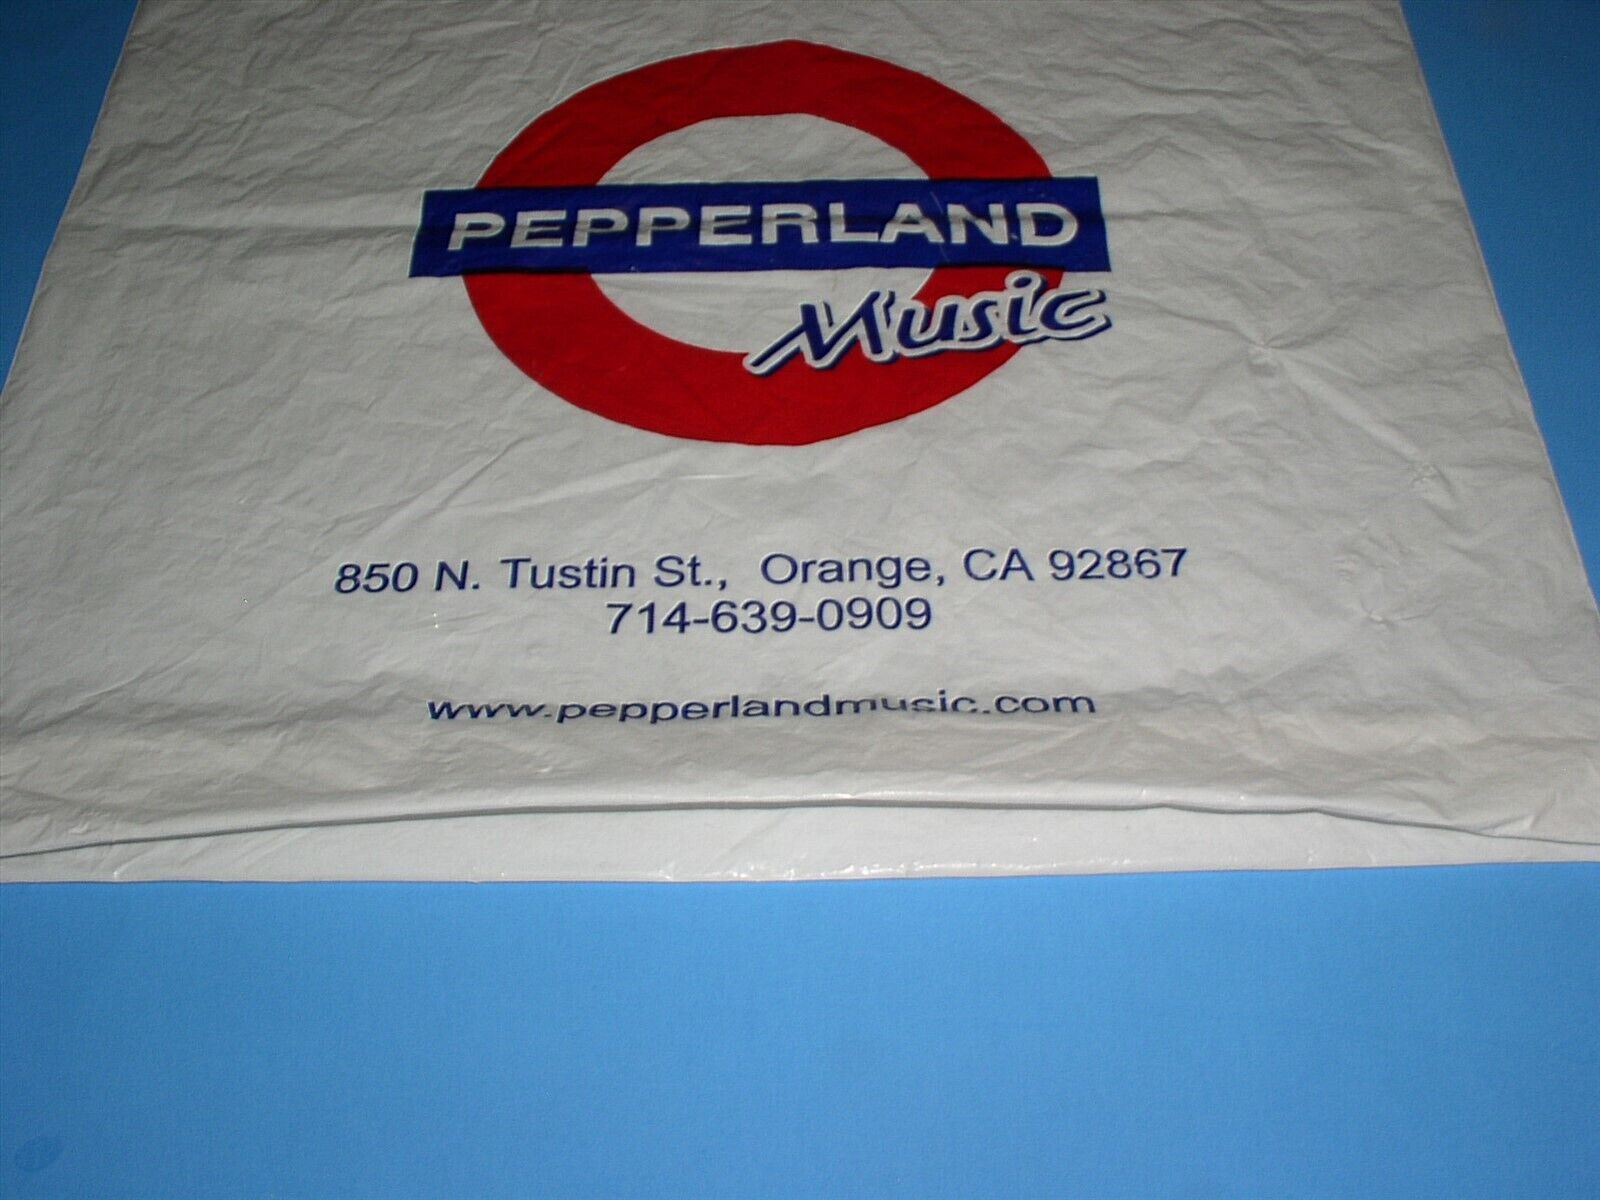 PEPPERLAND
Music
850 N. Tustin St., Orange, CA 92867
714-639-0909
www.pepperlandmusic.com